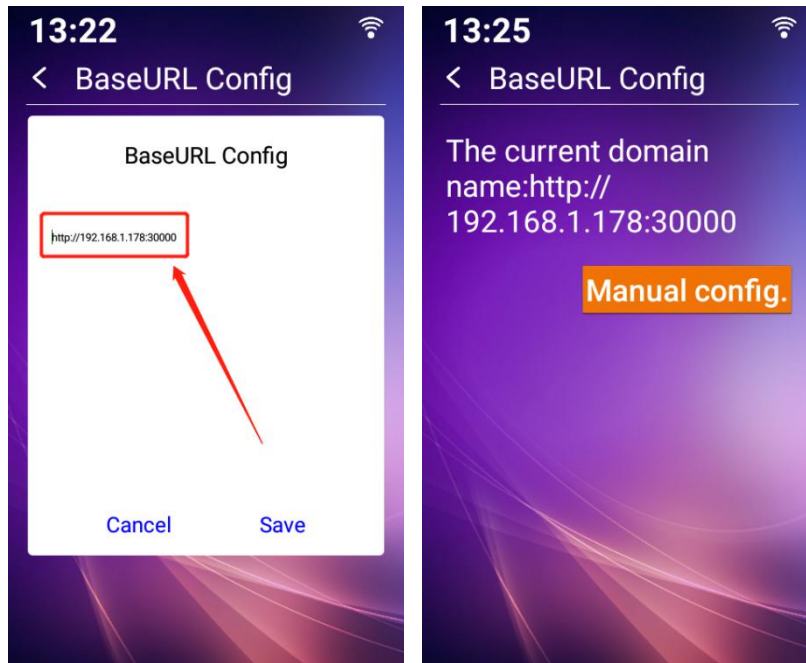 13:22
< BaseURL Config
BaseURL Config
http://192.168.1.178:30000
Cancel Save
13:25
< BaseURL Config
The current domain
name:http://
192.168.1.178:30000
Manual config.